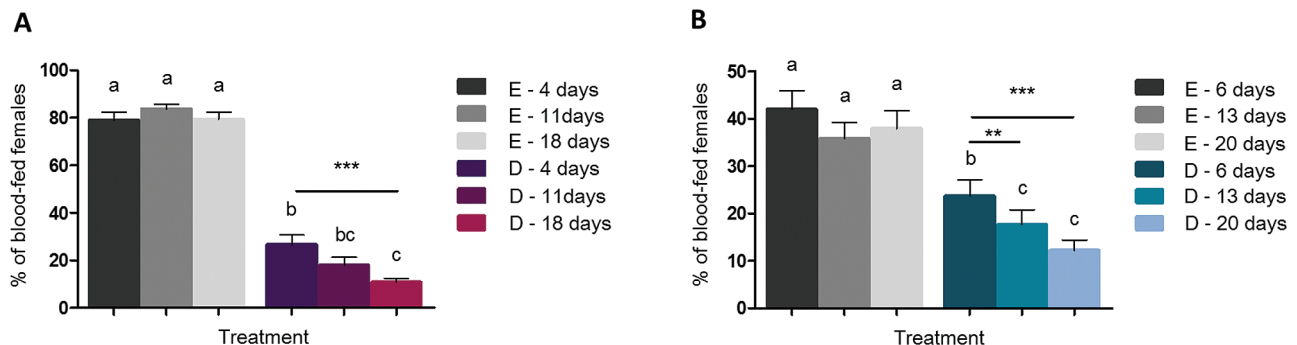 A
% of blood-fed females
100
80
60
40
20
0
a
a
a
b
bc
c
***
Treatment
E - 4 days
E - 11days
E - 18 days
D - 4 days
D - 11days
D - 18 days
B
% of blood-fed females
50
40
30
20
10
0
a
a
a
b
c
c
**
***
Treatment
E - 6 days
E - 13 days
E - 20 days
D - 6 days
D - 13 days
D - 20 days